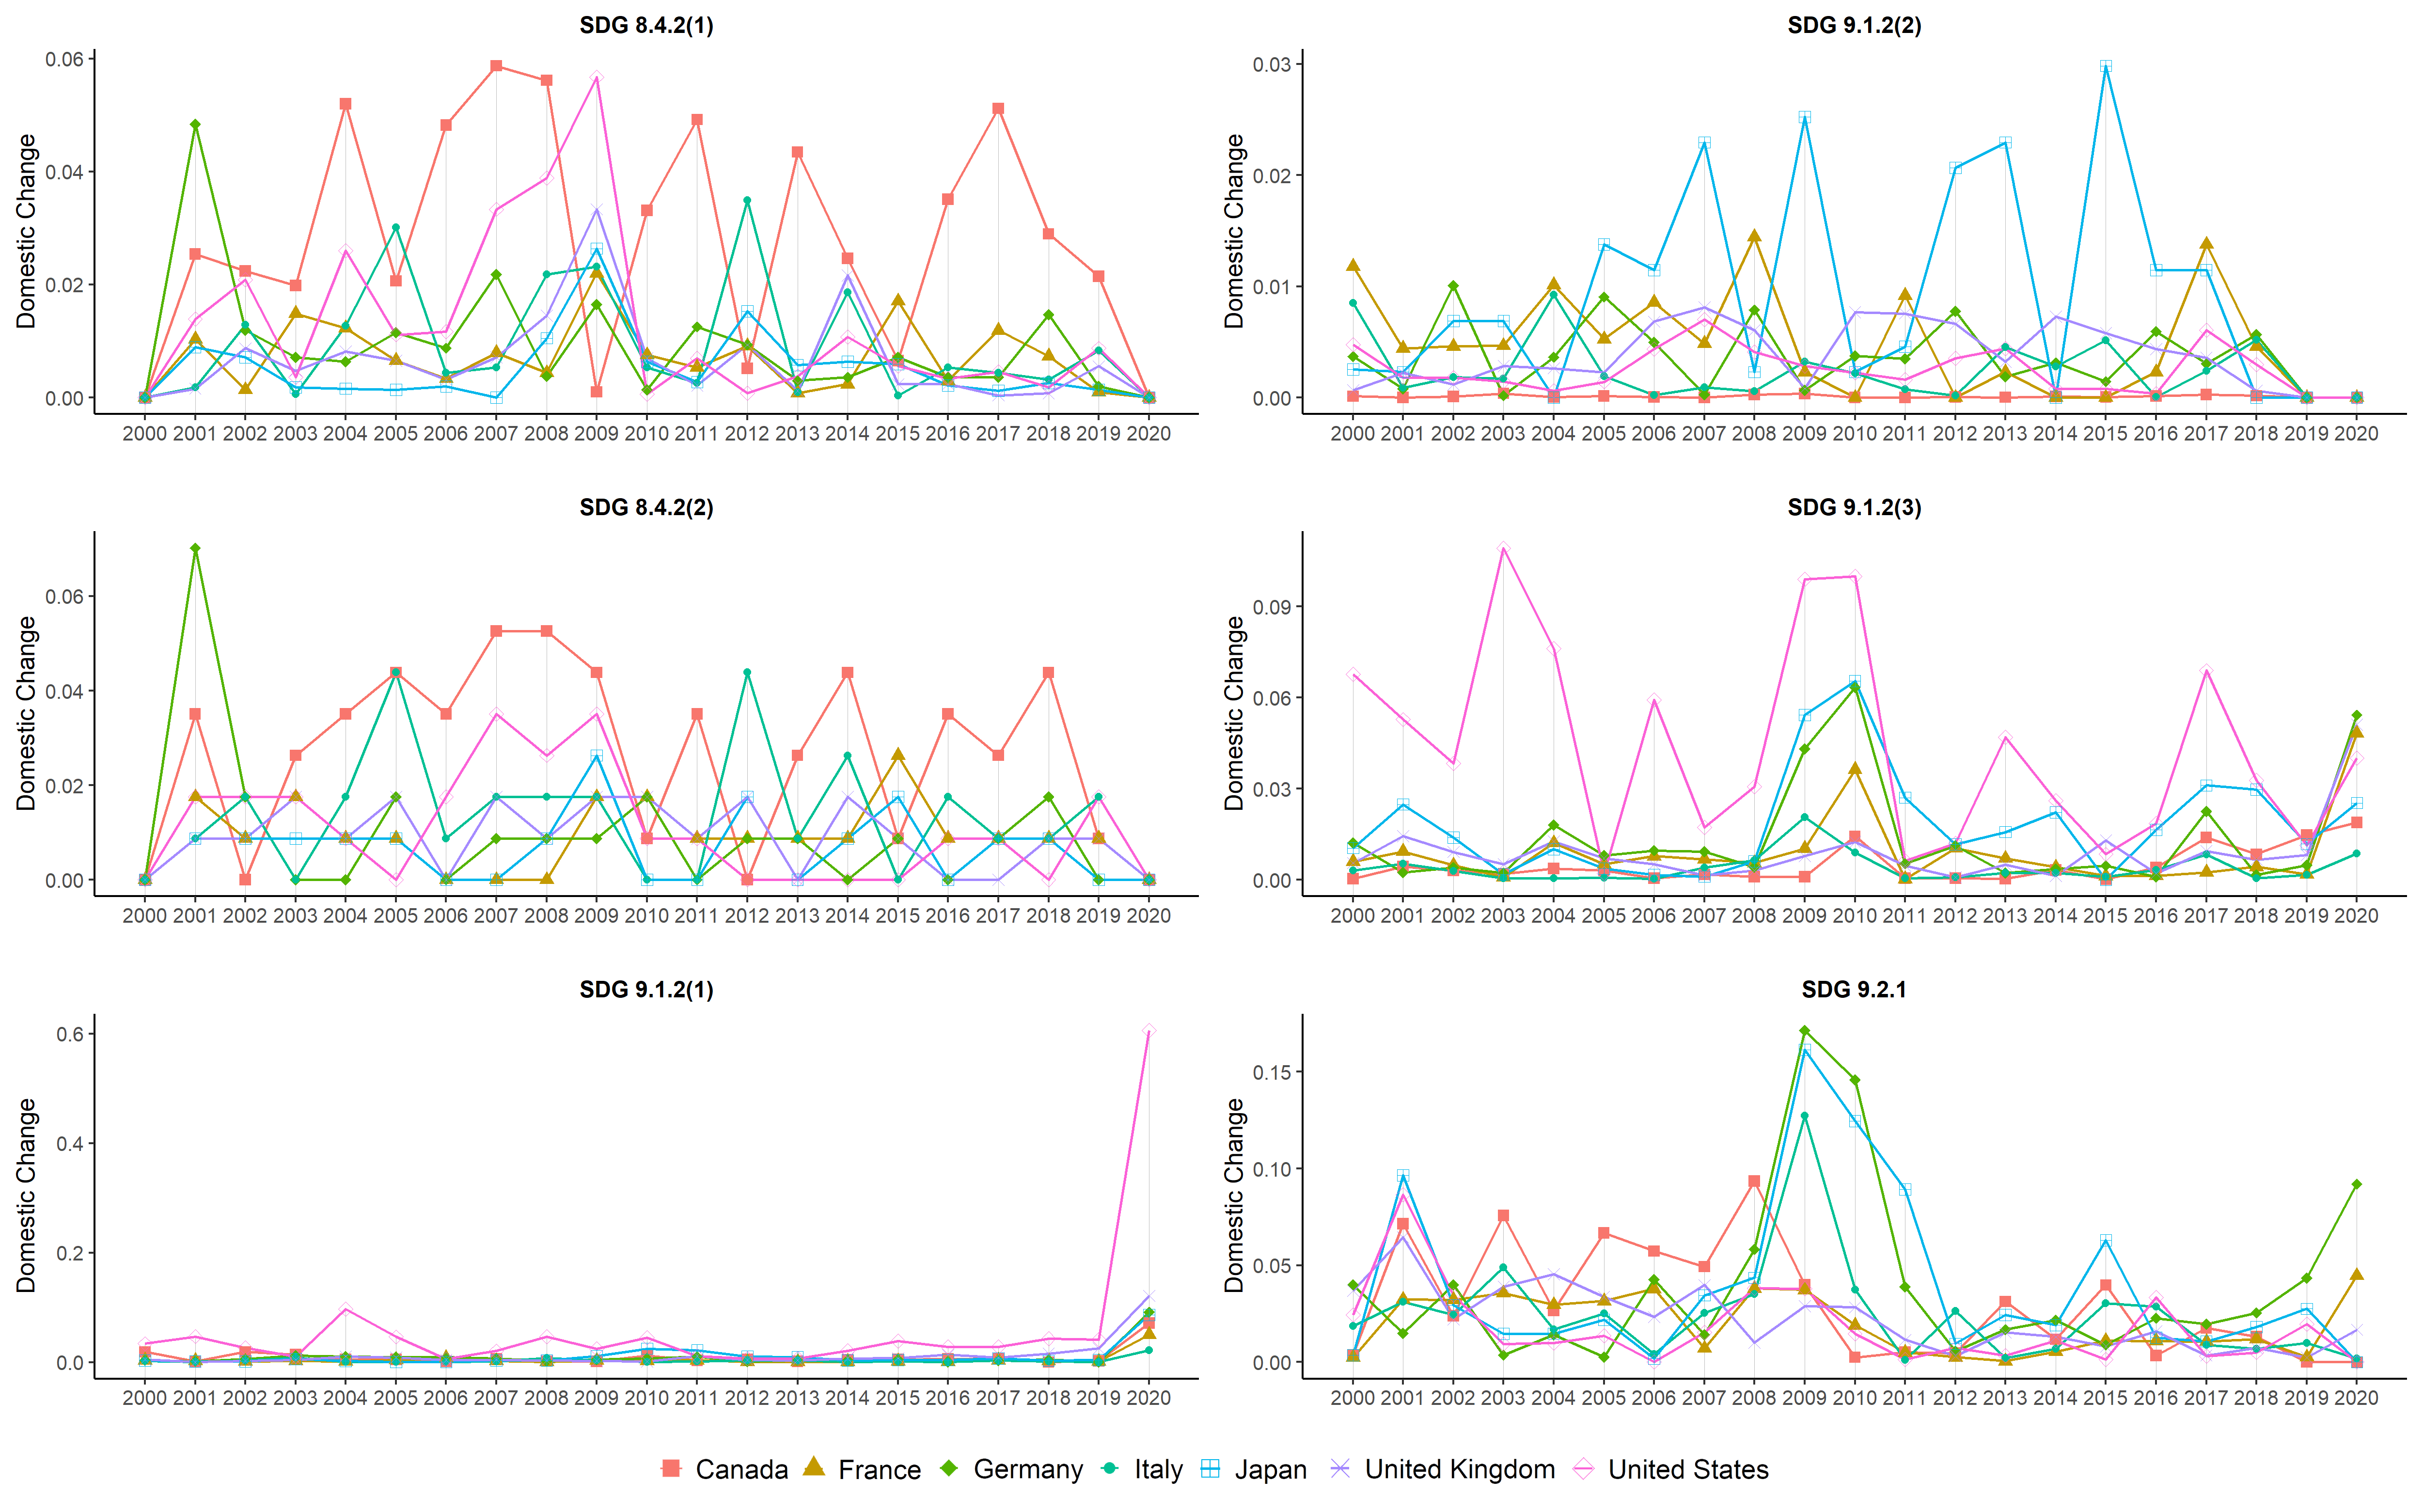 SDG 8.4.2(1)
Domestic Change
0.06
0.04
0.02
0.00
2000 2001 2002 2003 2004 2005 2006 2007 2008 2009 2010 2011 2012 2013 2014 2015 2016 2017 2018 2019 2020
SDG 9.1.2(2)
Domestic Change
0.03
0.02
0.01
0.00
2000 2001 2002 2003 2004 2005 2006 2007 2008 2009 2010 2011 2012 2013 2014 2015 2016 2017 2018 2019 2020
SDG 8.4.2(2)
Domestic Change
0.06
0.04
0.02
0.00
2000 2001 2002 2003 2004 2005 2006 2007 2008 2009 2010 2011 2012 2013 2014 2015 2016 2017 2018 2019 2020
SDG 9.1.2(3)
Domestic Change
0.09
0.06
0.03
0.00
2000 2001 2002 2003 2004 2005 2006 2007 2008 2009 2010 2011 2012 2013 2014 2015 2016 2017 2018 2019 2020
SDG 9.1.2(1)
Domestic Change
0.6
0.4
0.2
0.0
2000 2001 2002 2003 2004 2005 2006 2007 2008 2009 2010 2011 2012 2013 2014 2015 2016 2017 2018 2019 2020
SDG 9.2.1
Domestic Change
0.15
0.10
0.05
0.00
2000 2001 2002 2003 2004 2005 2006 2007 2008 2009 2010 2011 2012 2013 2014 2015 2016 2017 2018 2019 2020
Canada France Germany Italy Japan United Kingdom United States